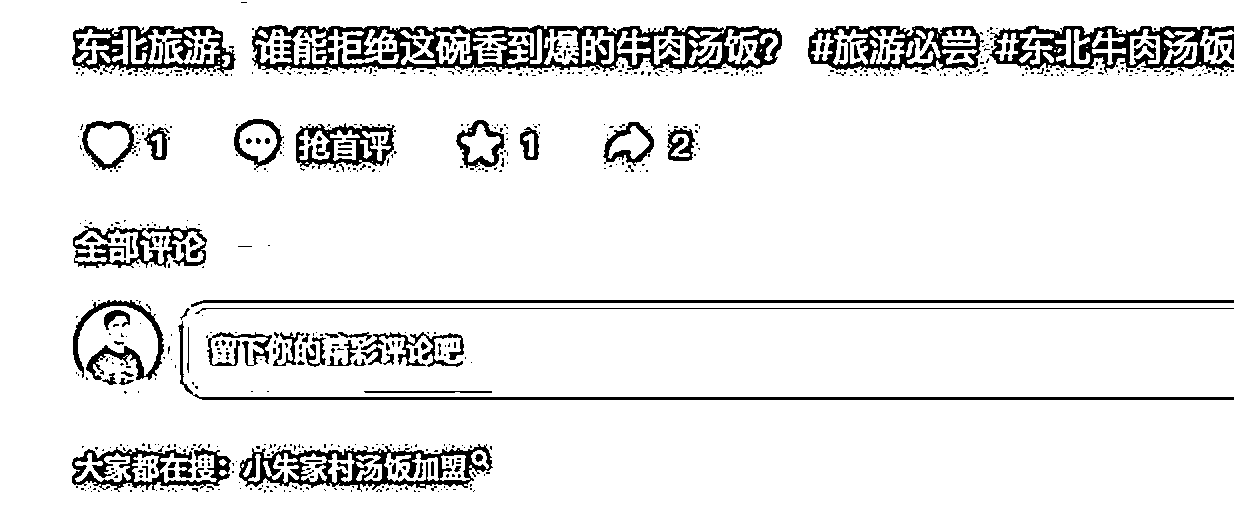 东北旅游，谁能拒绝这碗香到爆的牛肉汤饭？ #旅游必尝 #东北牛肉汤饭
1 抢首评 1 2
全部评论
留下你的精彩评论吧
大家都在搜：小朱家村汤饭加盟